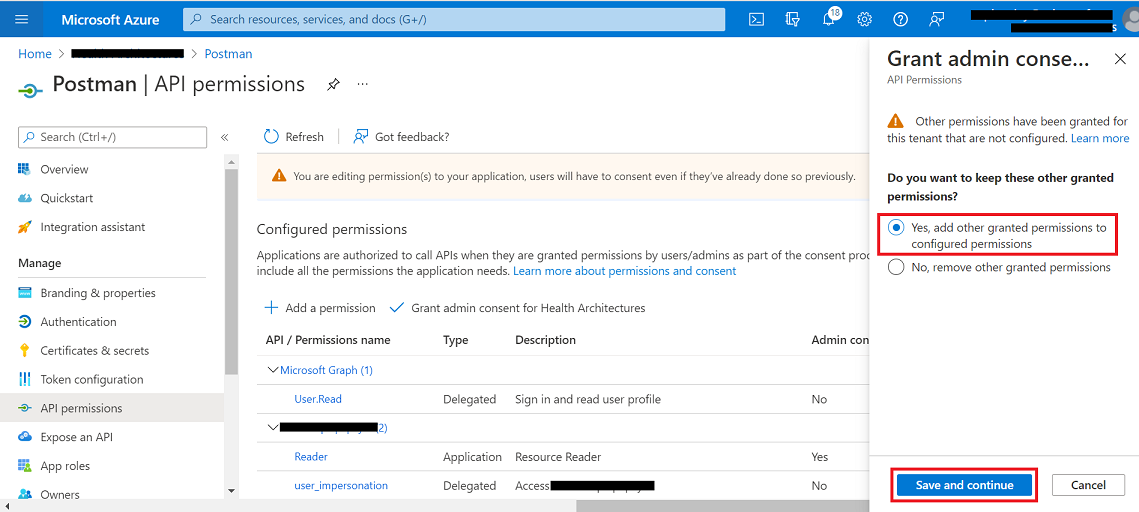 Microsoft Azure
Search resources, services, and docs (G+/)
18
s
Home > Postman
Postman | API permissions
...
Search (Ctrl+/)
«
Overview
Quickstart
Integration assistant
Manage
Branding & properties
Authentication
Certificates & secrets
Token configuration
API permissions
Expose an API
App roles
Owners
Refresh
Got feedback?
You are editing permission(s) to your application, users will have to consent even if they've already done so previously.
Configured permissions
Applications are authorized to call APIs when they are granted permissions by users/admins as part of the consent proc
include all the permissions the application needs. Learn more about permissions and consent
+ Add a permission ✓ Grant admin consent for Health Architectures
API / Permissions name Type Description Admin con
Microsoft Graph (1)
User.Read Delegated Sign in and read user profile No
(2)
Reader Application Resource Reader Yes
user_impersonation Delegated Access No
Grant admin conse...
API Permissions
Other permissions have been granted for
this tenant that are not configured. Learn more
Do you want to keep these other granted
permissions?
Yes, add other granted permissions to
configured permissions
No, remove other granted permissions
Save and continue
Cancel